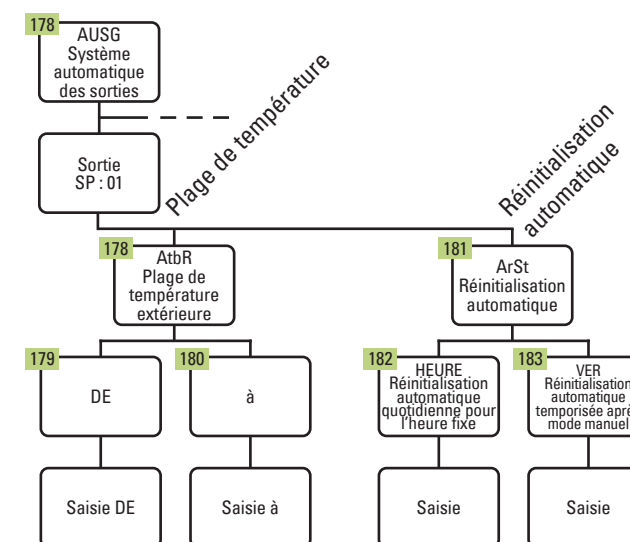 178
AUSG
Système
automatique
des sorties
Sortie
SP : 01
Plage de température
Réinitialisation
automatique
178
AtbR
Plage de
température
extérieure
181
ArSt
Réinitialisation
automatique
179
DE
180
à
182
HEURE
Réinitialisation
automatique
quotidienne pour
l'heure fixe
183
VER
Réinitialisation
automatique
temporisée après
mode manuel
Saisie DE
Saisie à
Saisie
Saisie